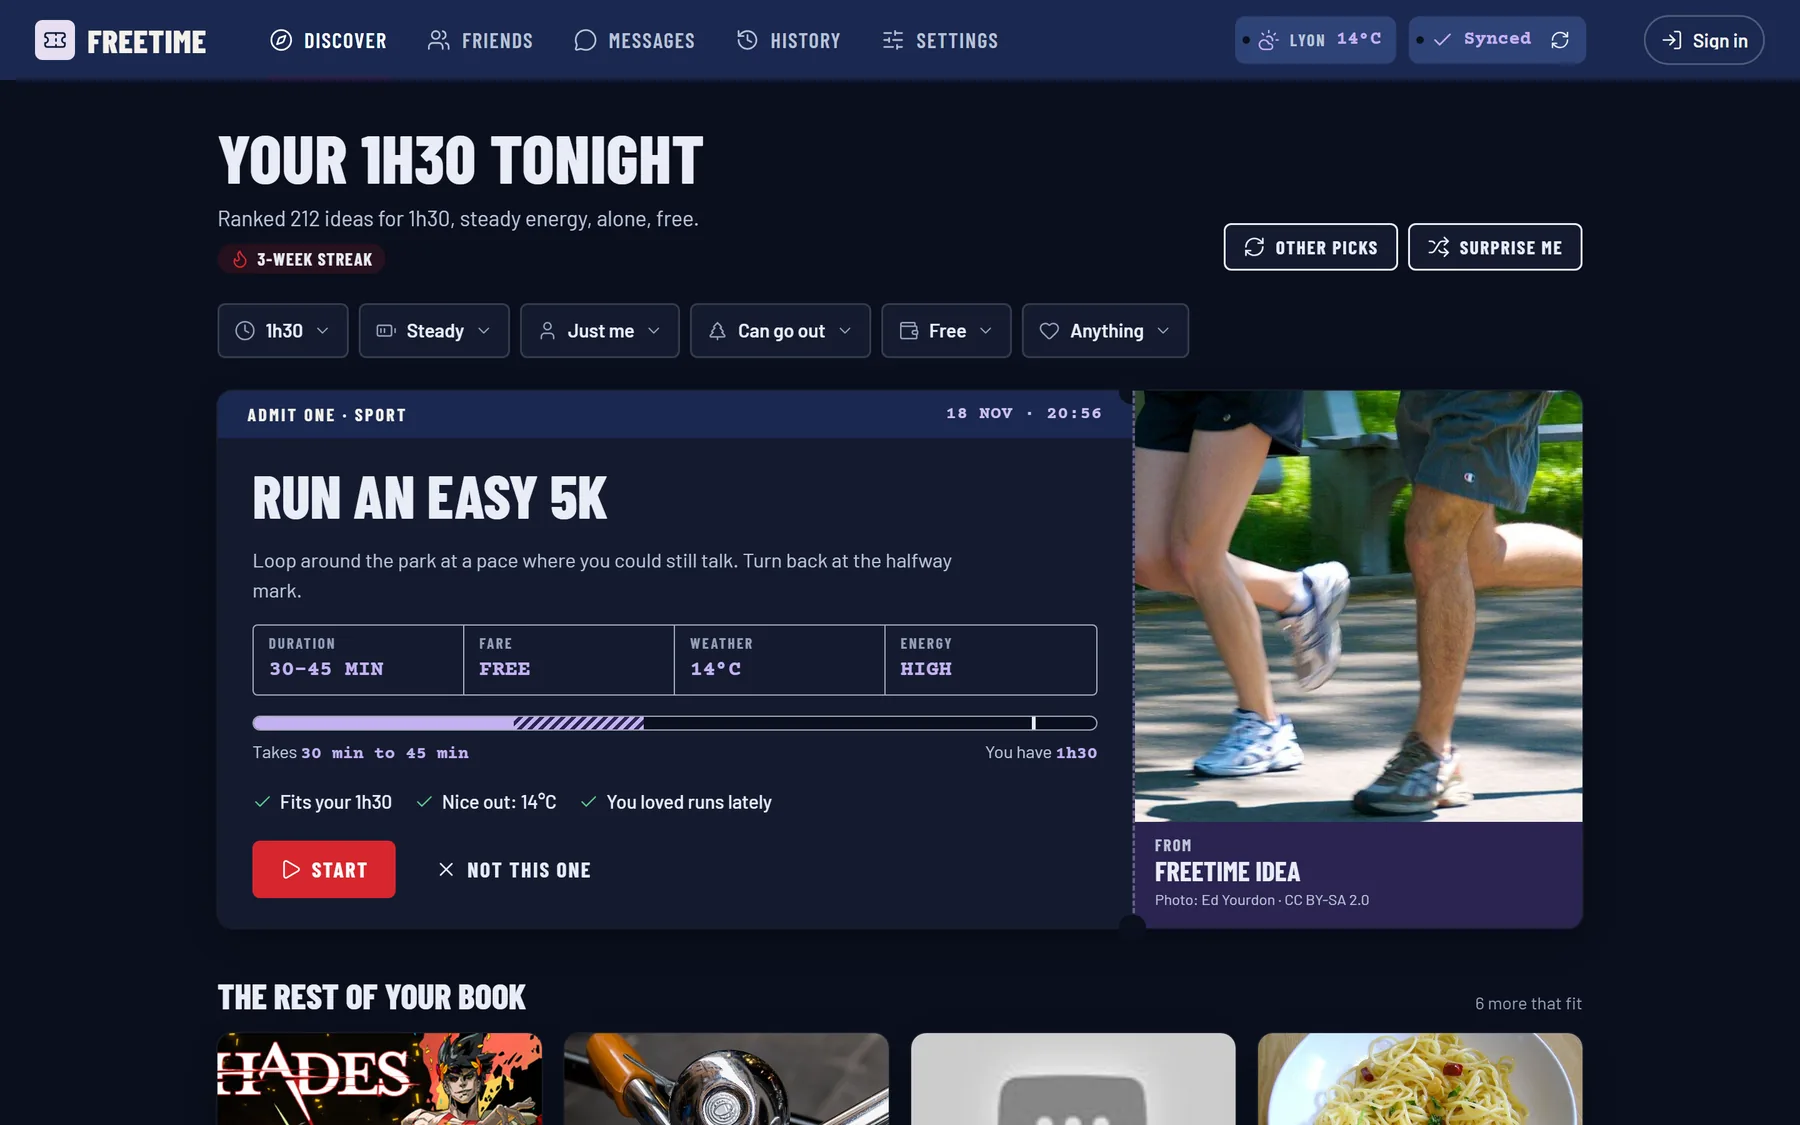 FREETIME
DISCOVER
FRIENDS
MESSAGES
HISTORY
SETTINGS
LYON 14°C
Synced
Sign in
YOUR 1H30 TONIGHT
Ranked 212 ideas for 1h30, steady energy, alone, free.
3-WEEK STREAK
OTHER PICKS
SURPRISE ME
1h30
Steady
Just me
Can go out
Free
Anything
ADMIT ONE · SPORT
18 NOV · 20:56
RUN AN EASY 5K
Loop around the park at a pace where you could still talk. Turn back at the halfway
mark.
DURATION
30–45 MIN
FARE
FREE
WEATHER
14°C
ENERGY
HIGH
Takes 30 min to 45 min
You have 1h30
Fits your 1h30
Nice out: 14°C
You loved runs lately
START
NOT THIS ONE
FROM
FREETIME IDEA
Photo: Ed Yourdon · CC BY-SA 2.0
THE REST OF YOUR BOOK
6 more that fit
HADES